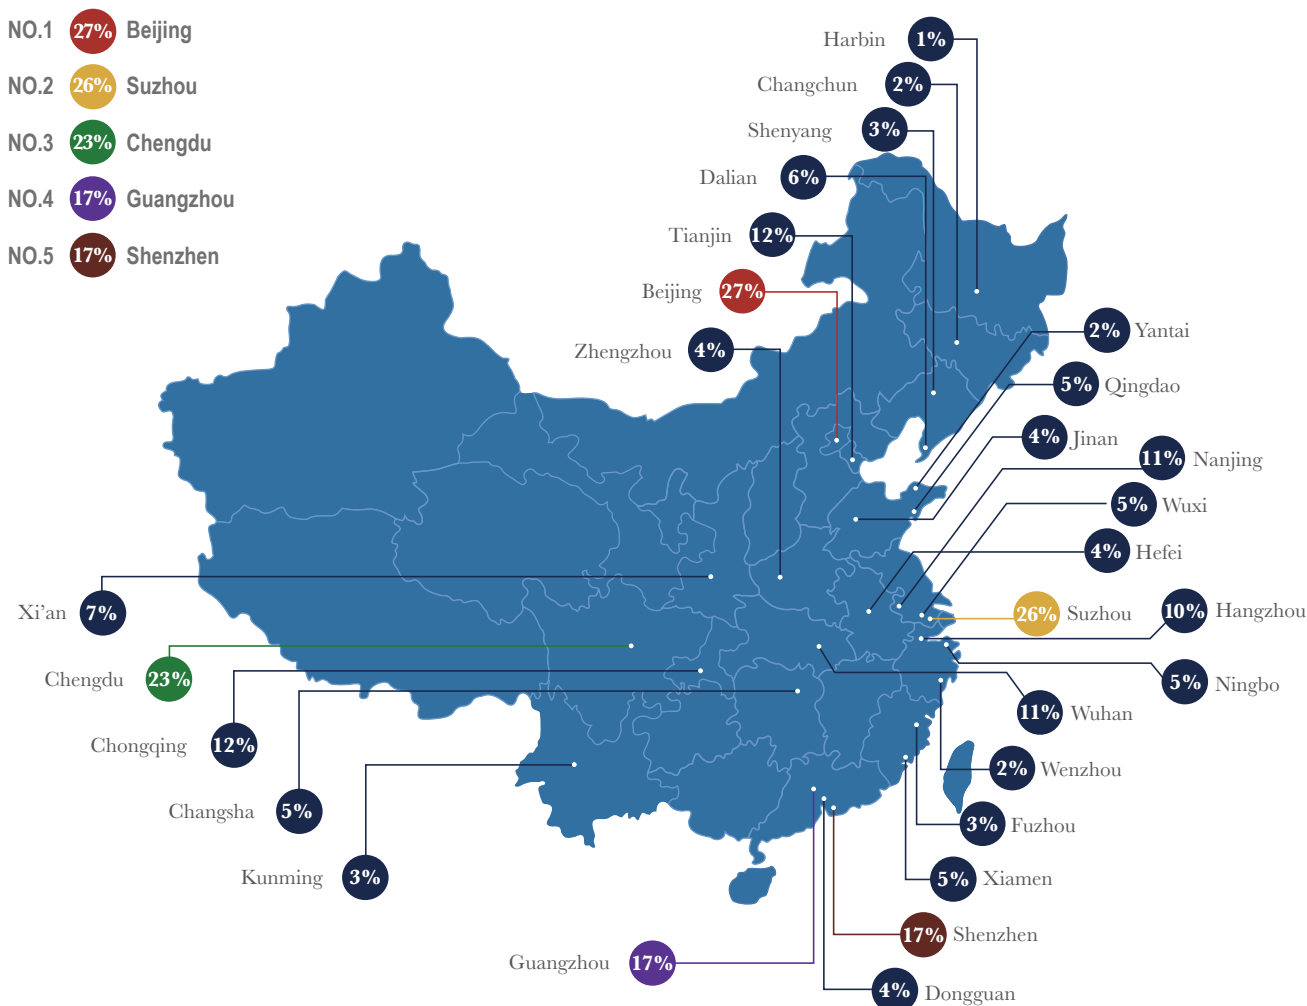 NO.1 27% Beijing
NO.2 26% Suzhou
NO.3 23% Chengdu
NO.4 17% Guangzhou
NO.5 17% Shenzhen
Harbin 1%
Changchun 2%
Shenyang 3%
Dalian 6%
Tianjin 12%
Beijing 27%
Zhengzhou 4%
2% Yantai
5% Qingdao
4% Jinan
11% Nanjing
5% Wuxi
4% Hefei
26% Suzhou
10% Hangzhou
5% Ningbo
11% Wuhan
2% Wenzhou
3% Fuzhou
5% Xiamen
17% Shenzhen
4% Dongguan
Xi’an 7%
Chengdu 23%
Chongqing 12%
Changsha 5%
Kunming 3%
Guangzhou 17%